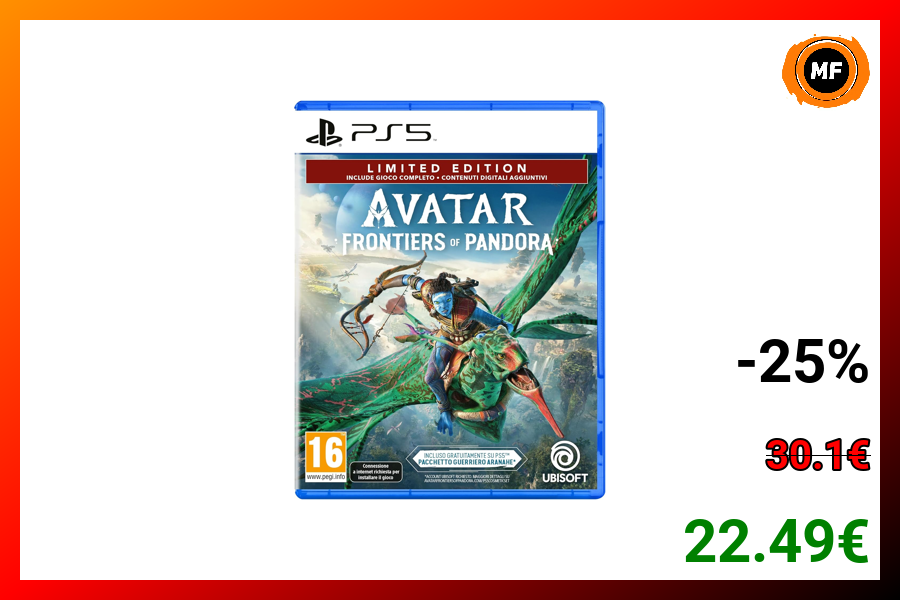 MF
PS5
LIMITED EDITION
INCLUDE GIOCO COMPLETO • CONTENUTI DIGITALI AGGIUNTIVI
AVATAR
FRONTIERS OF PANDORA
-25%
30.1€
22.49€
16
www.pegi.info
Connessione
a internet richiesta per
installare il gioco
INCLUSO GRATUITAMENTE SU PS5™
PACCHETTO GUERRIERO ARANAHE*
UBISOFT